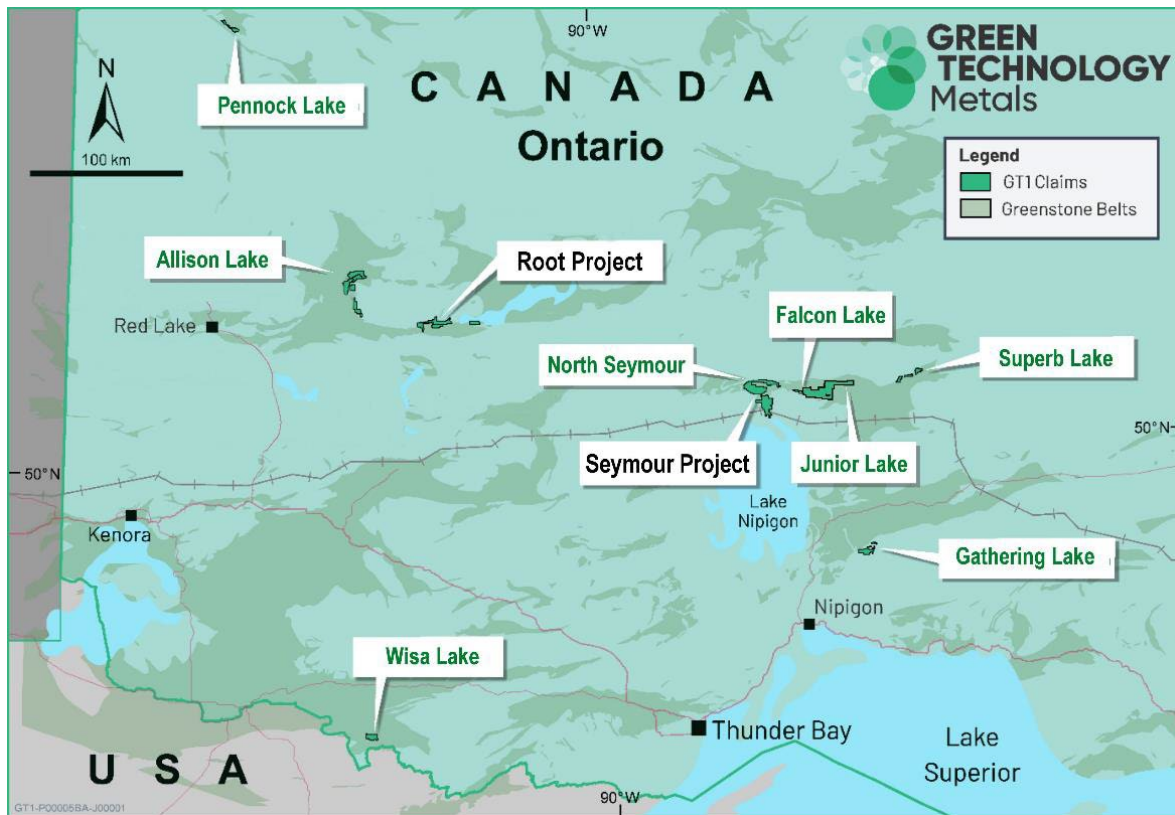 90°W
GREEN
TECHNOLOGY
Metals
N
100 km
Pennock Lake
CANADA
Ontario
Legend
GT1 Claims
Greenstone Belts
Allison Lake
Root Project
Red Lake
Falcon Lake
North Seymour
Superb Lake
50°N
50°N
Seymour Project
Junior Lake
Lake
Nipigon
Kenora
Gathering Lake
Nipigon
Wisa Lake
Thunder Bay
USA
Lake
Superior
90°W
GT1-P00005BA-J00001